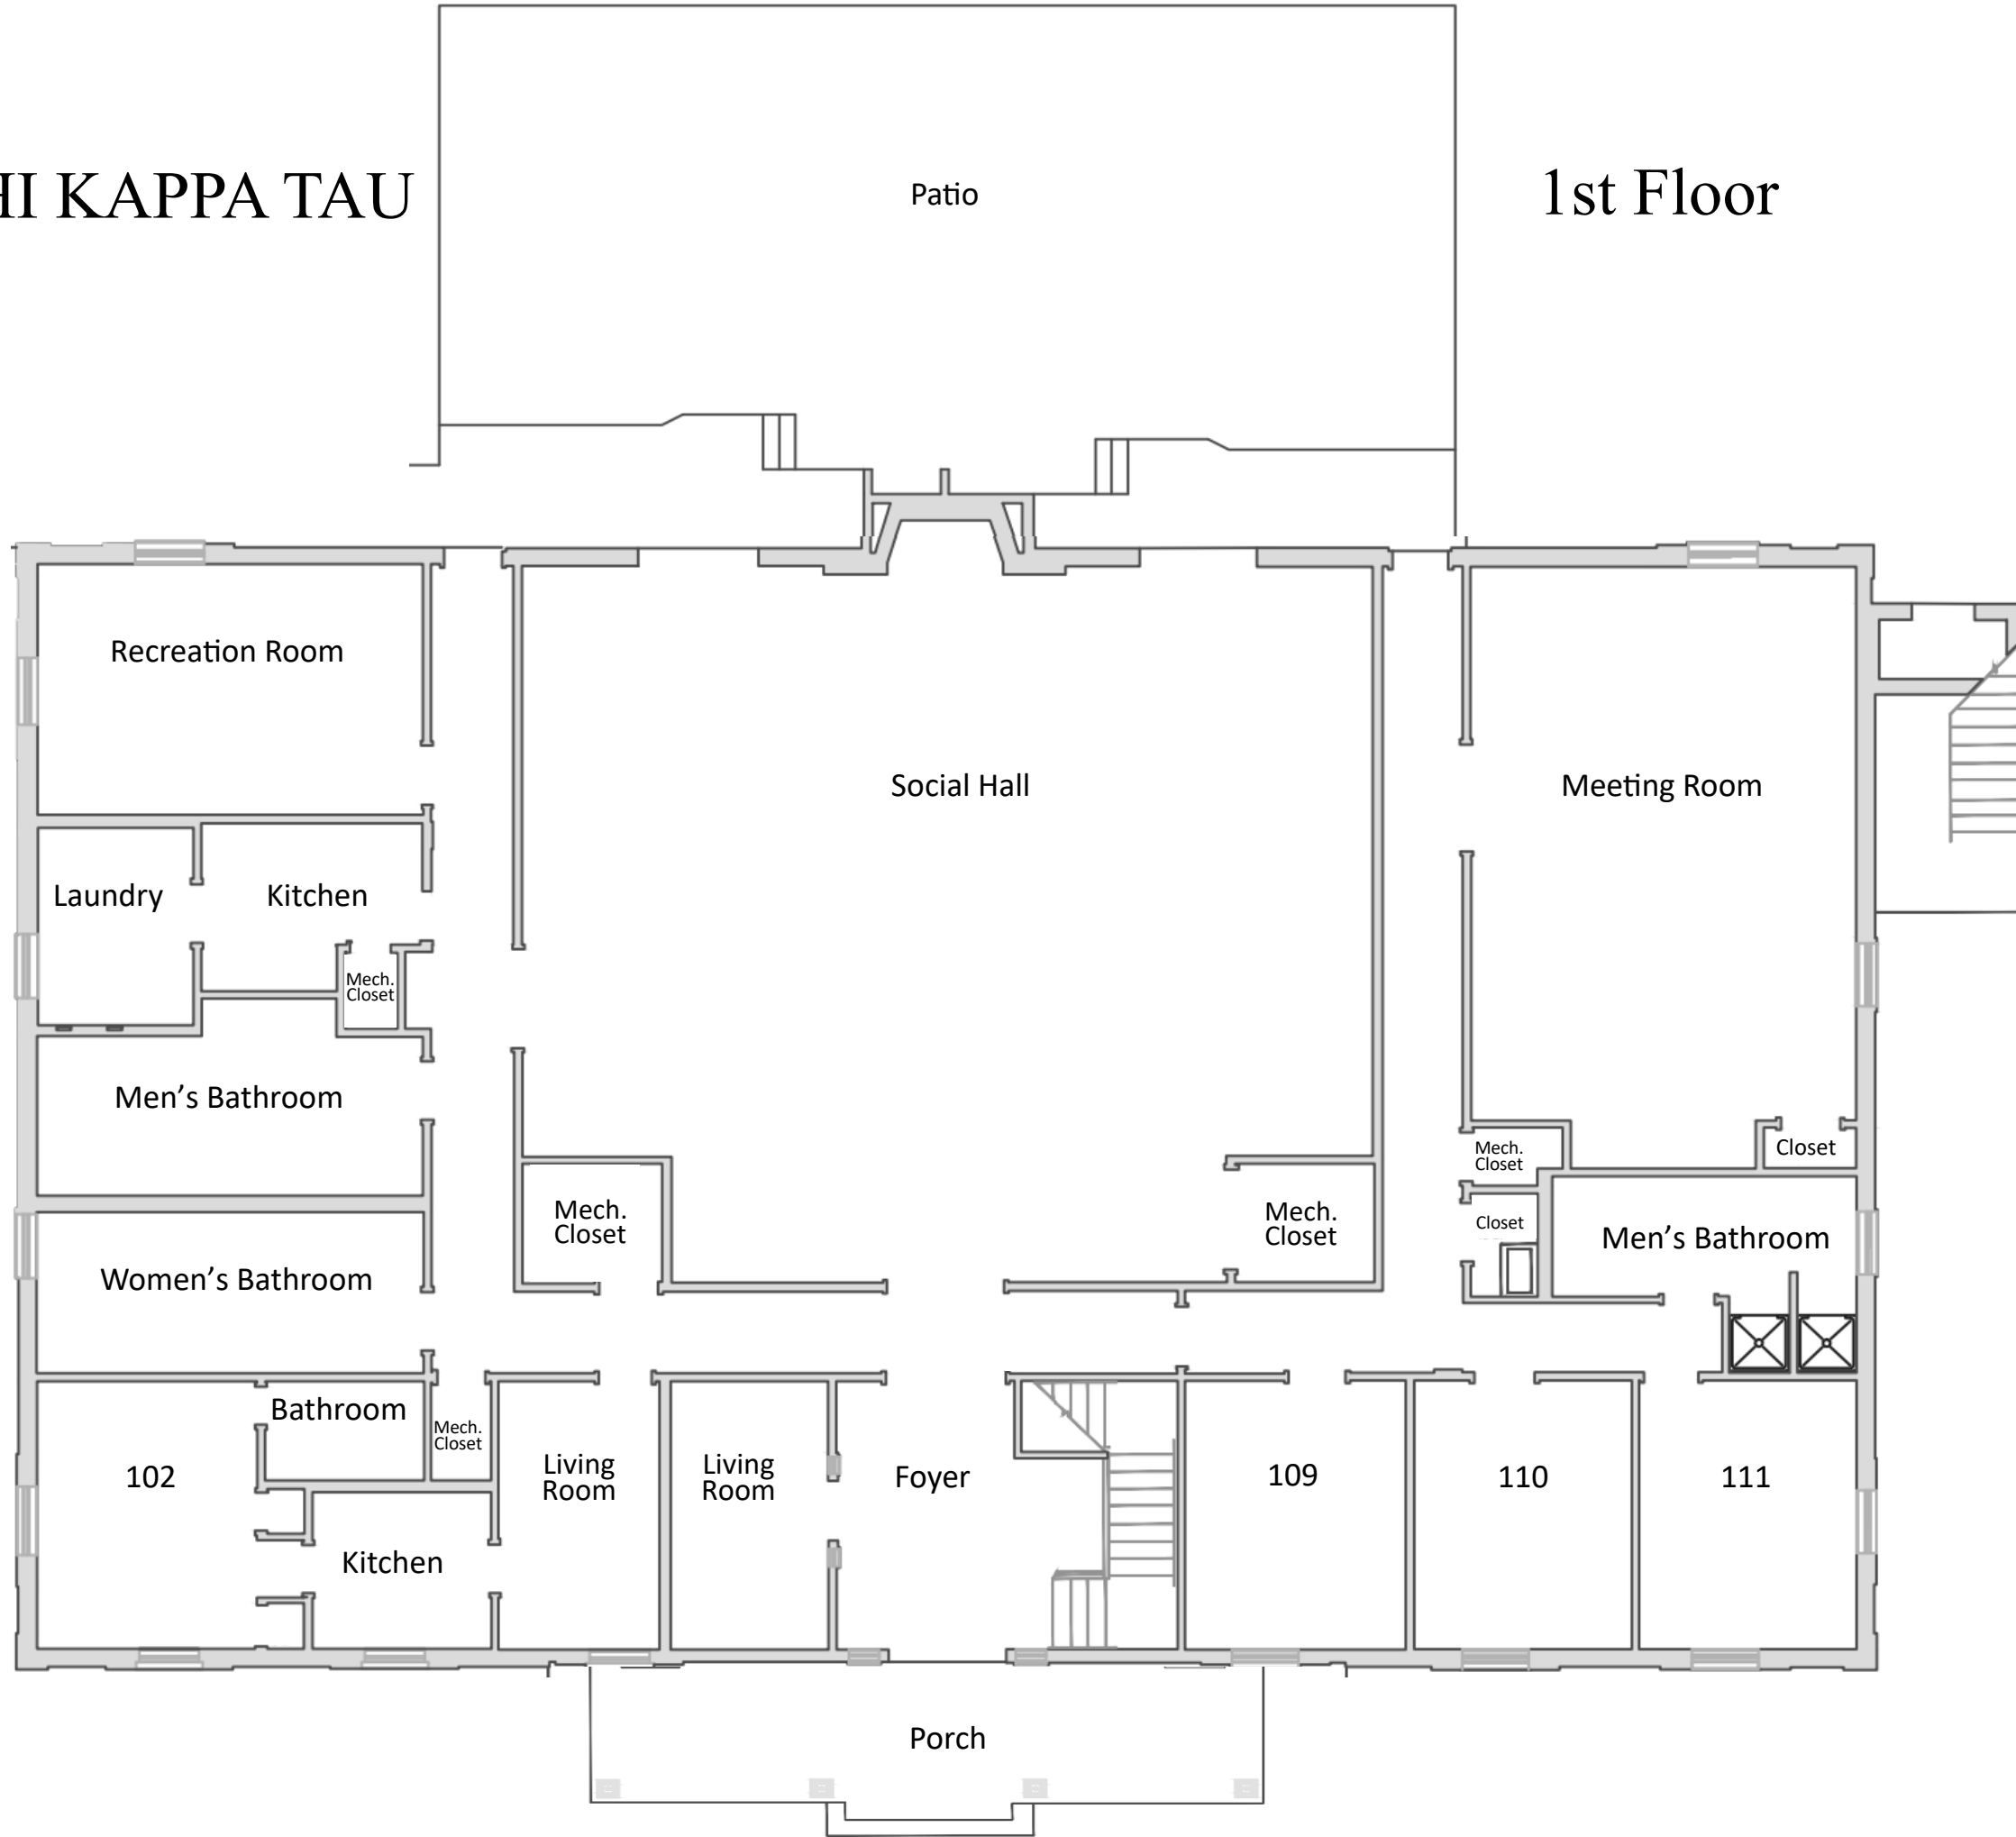 HI KAPPA TAU
1st Floor
Patio
Recreation Room
Social Hall
Meeting Room
Laundry
Kitchen
Mech.
Closet
Men's Bathroom
Mech.
Closet
Closet
Mech.
Closet
Mech.
Closet
Closet
Men's Bathroom
Women's Bathroom
Bathroom
Mech.
Closet
102
Living
Room
Living
Room
Foyer
109
110
111
Kitchen
Porch